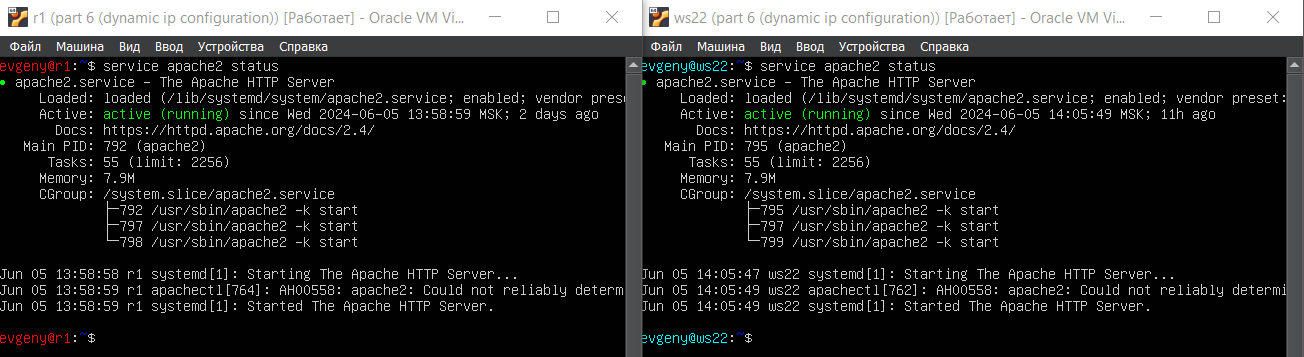 r1 (part 6 (dynamic ip configuration)) [Работает] - Oracle VM Vi...
Файл Машина Вид Ввод Устройства Справка
evgeny@r1:~$ service apache2 status
● apache2.service - The Apache HTTP Server
Loaded: loaded (/lib/systemd/system/apache2.service; enabled; vendor prese
Active: active (running) since Wed 2024-06-05 13:58:59 MSK; 2 days ago
Docs: https://httpd.apache.org/docs/2.4/
Main PID: 792 (apache2)
Tasks: 55 (limit: 2256)
Memory: 7.9M
CGroup: /system.slice/apache2.service
├─792 /usr/sbin/apache2 -k start
├─797 /usr/sbin/apache2 -k start
└─798 /usr/sbin/apache2 -k start
Jun 05 13:58:58 r1 systemd[1]: Starting The Apache HTTP Server...
Jun 05 13:58:59 r1 apachectl[764]: AH00558: apache2: Could not reliably determ
Jun 05 13:58:59 r1 systemd[1]: Started The Apache HTTP Server.
evgeny@r1:~$
ws22 (part 6 (dynamic ip configuration)) [Работает] - Oracle VM Vi...
Файл Машина Вид Ввод Устройства Справка
evgeny@ws22:~$ service apache2 status
● apache2.service - The Apache HTTP Server
Loaded: loaded (/lib/systemd/system/apache2.service; enabled; vendor preset:
Active: active (running) since Wed 2024-06-05 14:05:49 MSK; 11h ago
Docs: https://httpd.apache.org/docs/2.4/
Main PID: 795 (apache2)
Tasks: 55 (limit: 2256)
Memory: 7.9M
CGroup: /system.slice/apache2.service
├─795 /usr/sbin/apache2 -k start
├─797 /usr/sbin/apache2 -k start
└─799 /usr/sbin/apache2 -k start
Jun 05 14:05:47 ws22 systemd[1]: Starting The Apache HTTP Server...
Jun 05 14:05:49 ws22 apachectl[762]: AH00558: apache2: Could not reliably determi
Jun 05 14:05:49 ws22 systemd[1]: Started The Apache HTTP Server.
evgeny@ws22:~$